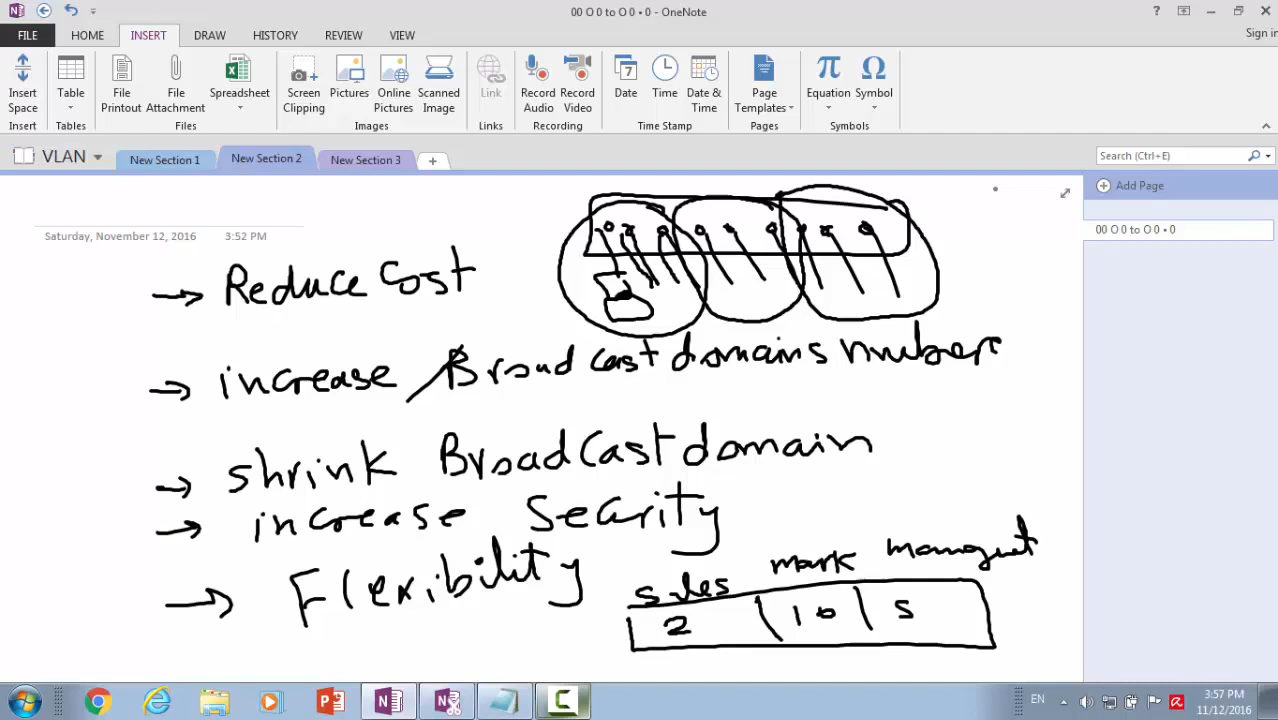 00 O 0 to O 0 • 0 - OneNote
?
Sign in
FILE HOME INSERT DRAW HISTORY REVIEW VIEW
Insert Space
Table
File Printout
File Attachment
Spreadsheet
Screen Clipping
Pictures
Online Pictures
Scanned Image
Link
Record Audio
Record Video
Date
Time
Date & Time
Page Templates
Equation
Symbol
Insert Tables Files Images Links Recording Time Stamp Pages Symbols
VLAN
New Section 1 New Section 2 New Section 3 +
Search (Ctrl+E)
Add Page
00 O 0 to O 0 • 0
Saturday, November 12, 2016 3:52 PM
→ Reduce Cost
→ increase Broadcast domains numbers
→ shrink BroadCast domain
→ increase Security
→ Flexibility
sales mark
2 10 5
EN
3:57 PM
11/12/2016